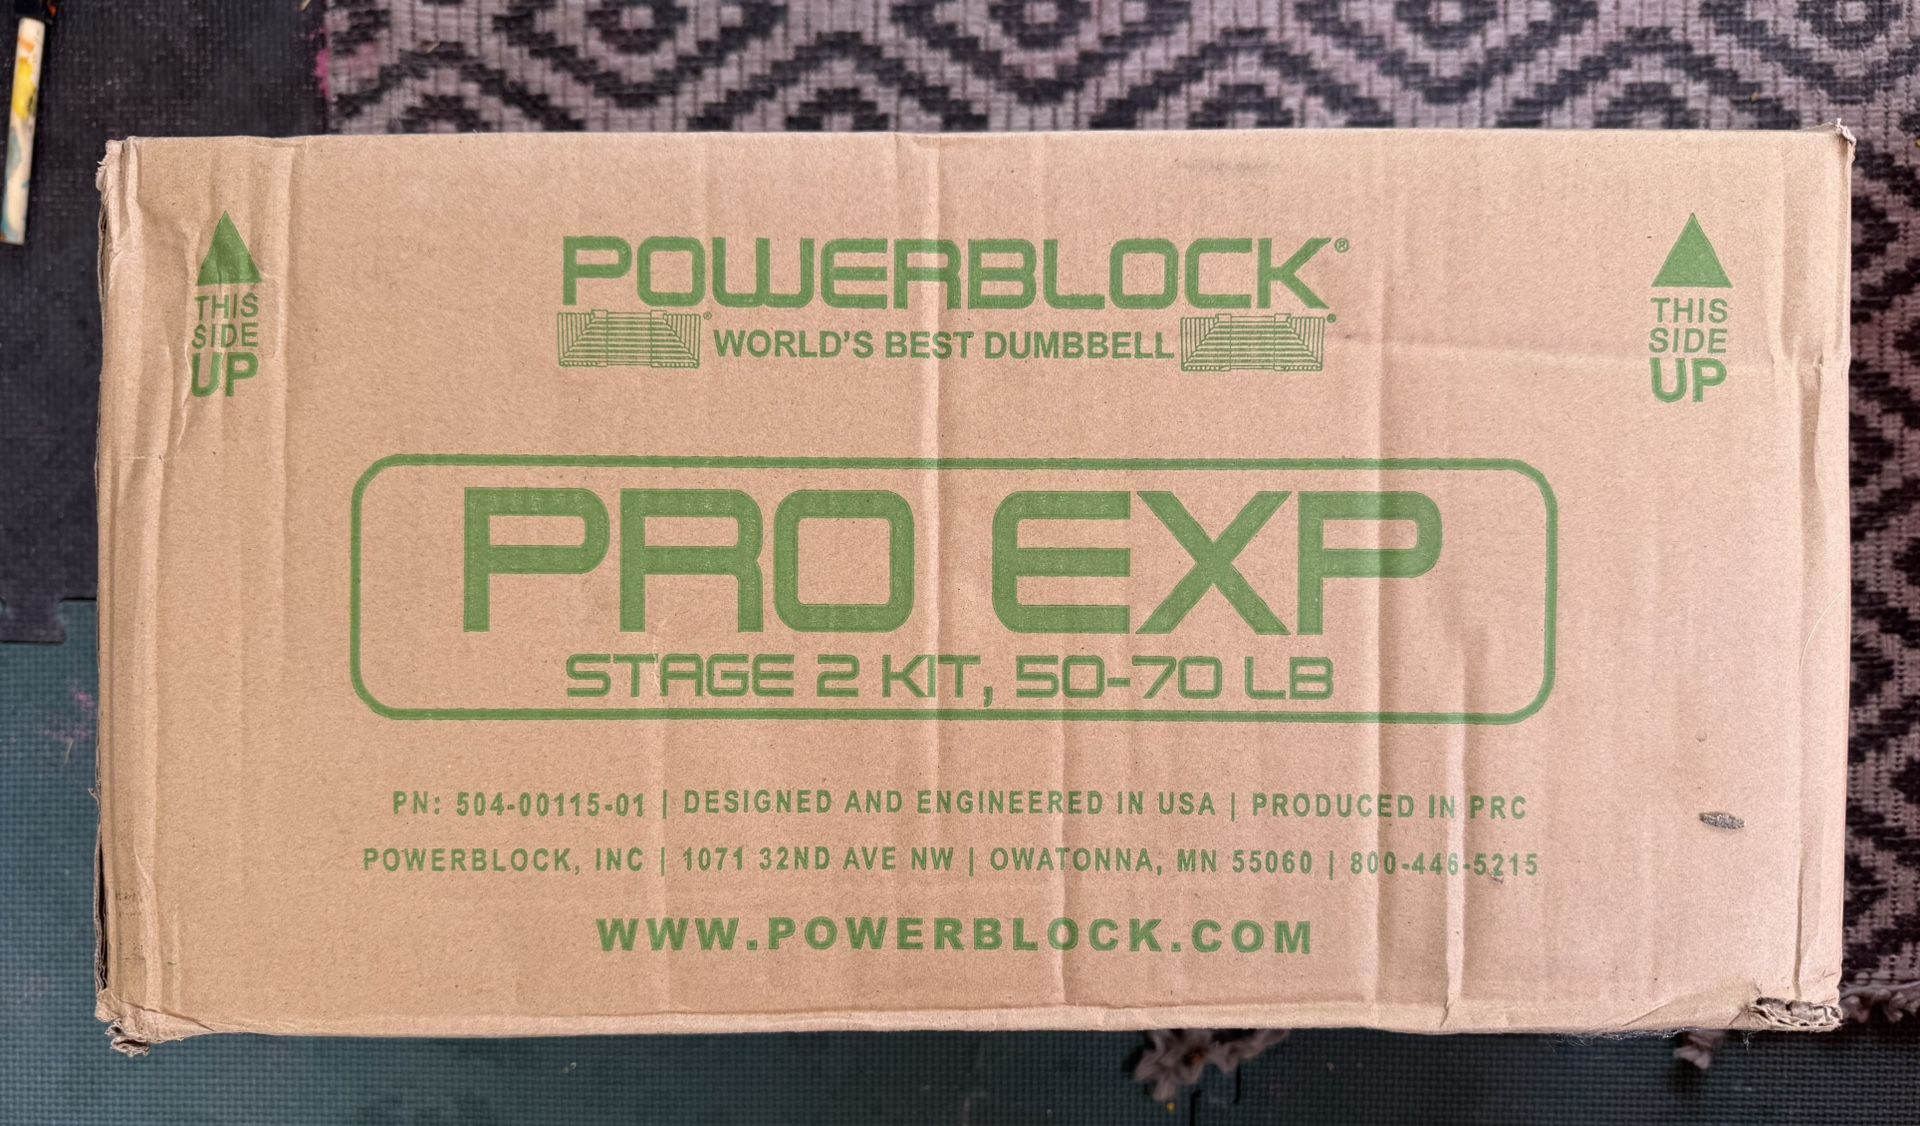 POWERBLOCK®
® WORLD'S BEST DUMBBELL ®
THIS
SIDE
UP
THIS
SIDE
UP
PRO EXP
STAGE 2 KIT, 50-70 LB
PN: 504-00115-01 | DESIGNED AND ENGINEERED IN USA | PRODUCED IN PRC
POWERBLOCK, INC | 1071 32ND AVE NW | OWATONNA, MN 55060 | 800-446-5215
WWW.POWERBLOCK.COM